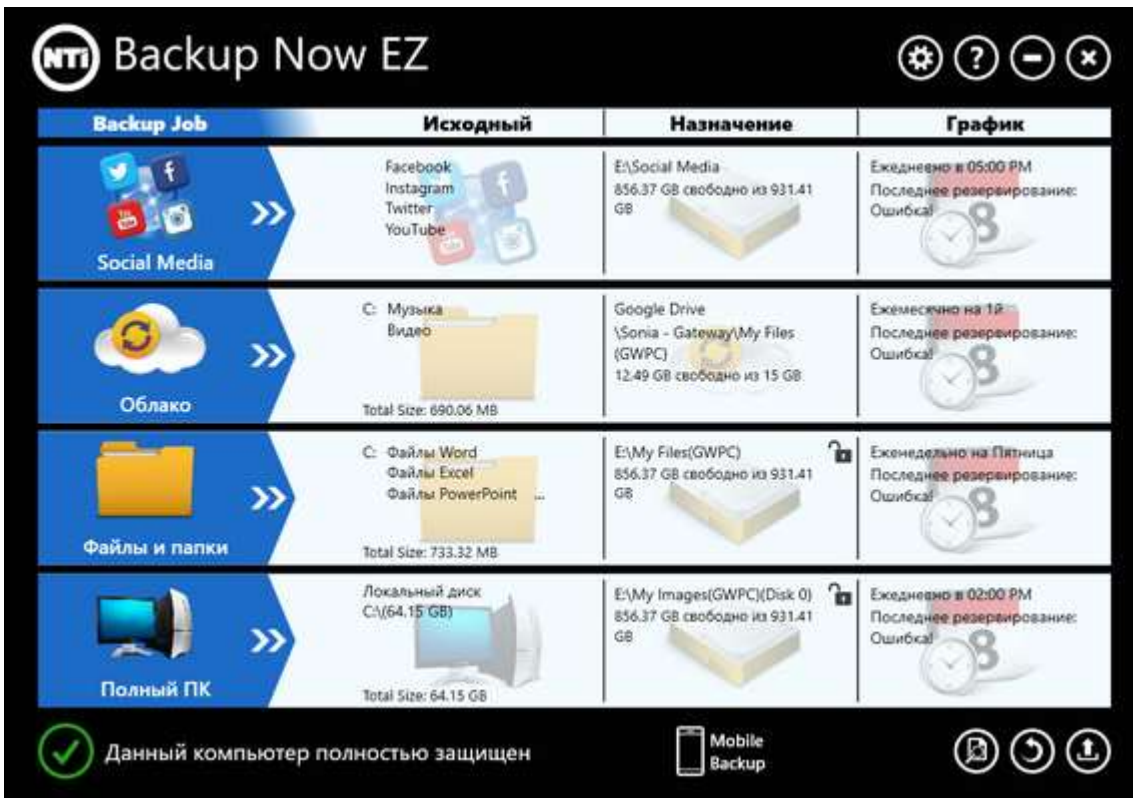 NTI Backup Now EZ
Backup Job Исходный Назначение График
Facebook
Instagram
Twitter
YouTube
E:\Social Media
856.37 GB свободно из 931.41
GB
Ежедневно в 05:00 PM
Последнее резервирование:
Ошибка!
Social Media
C: Музыка
Видео
Total Size: 690.06 MB
Google Drive
\Sonia - Gateway\My Files
(GWPC)
12.49 GB свободно из 15 GB
Ежемесячно на 1й
Последнее резервирование:
Ошибка!
Облако
C: Файлы Word
Файлы Excel
Файлы PowerPoint ...
Total Size: 733.32 MB
E:\My Files(GWPC)
856.37 GB свободно из 931.41
GB
Еженедельно на Пятница
Последнее резервирование:
Ошибка!
Файлы и папки
Локальный диск
C:\(64.15 GB)
Total Size: 64.15 GB
E:\My Images(GWPC)(Disk 0)
856.37 GB свободно из 931.41
GB
Ежедневно в 02:00 PM
Последнее резервирование:
Ошибка!
Полный ПК
Данный компьютер полностью защищен
Mobile
Backup